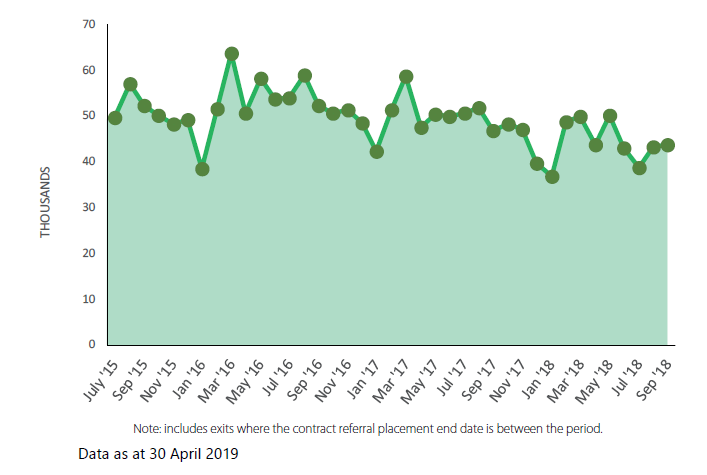 70
60
50
40
30
20
10
0
THOUSANDS
July '15
Sep '15
Nov '15
Jan '16
Mar '16
May '16
Jul '16
Sep '16
Nov '16
Jan '17
Mar '17
May '17
Jul '17
Sep '17
Nov '17
Jan '18
Mar '18
May '18
Jul '18
Sep '18
Note: includes exits where the contract referral placement end date is between the period.
Data as at 30 April 2019